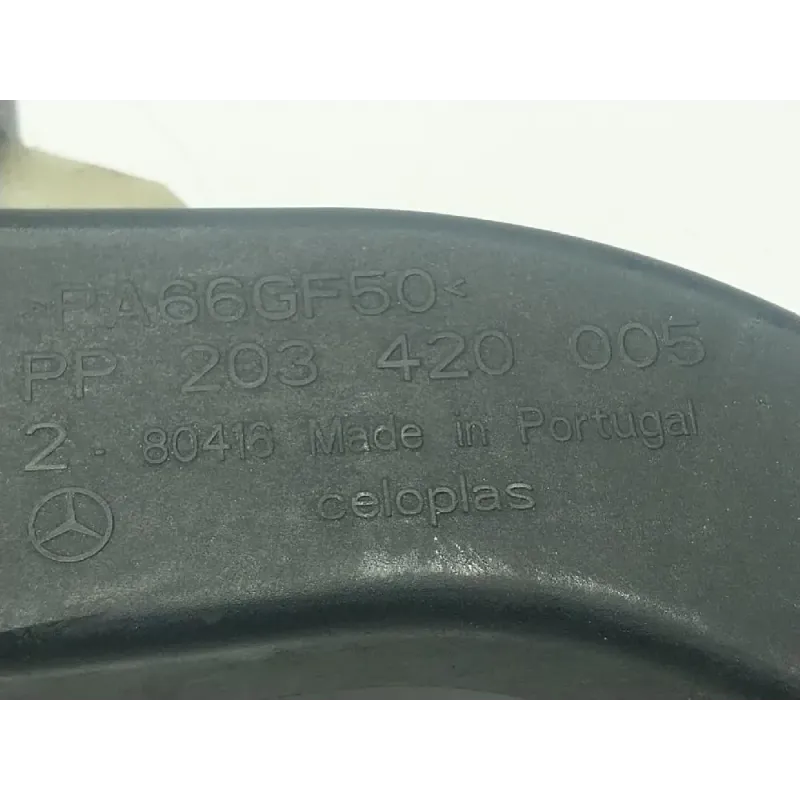 >PA66GF50<
PP 203 420 005
2 - 80416 Made in Portugal
celoplas